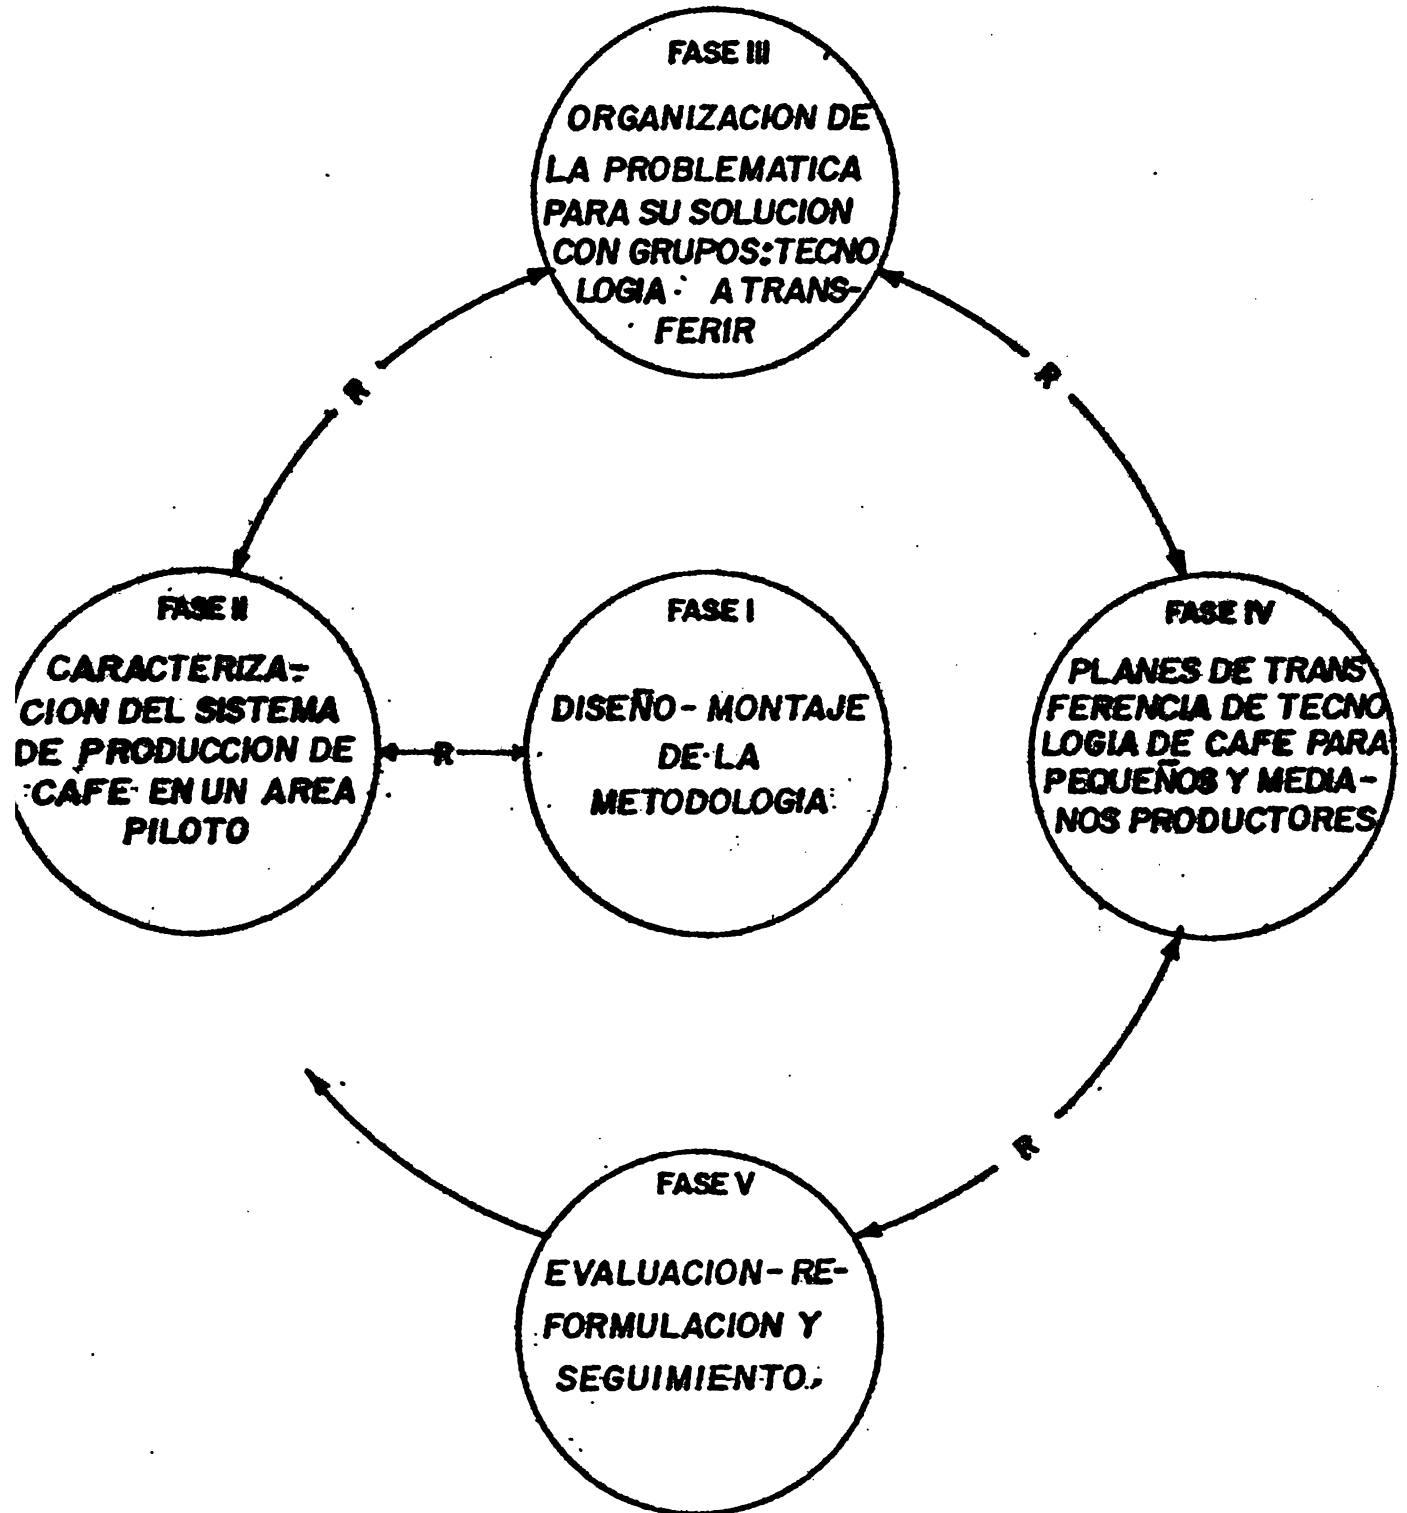 FASE III
ORGANIZACION DE
LA PROBLEMATICA
PARA SU SOLUCION
CON GRUPOS: TECNO
LOGIA A TRANS-
FERIR
R
R
FASE II
CARACTERIZA-
CION DEL SISTEMA
DE PRODUCCION DE
CAFE EN UN AREA
PILOTO
R
FASE I
DISEÑO - MONTAJE
DE LA
METODOLOGIA
FASE IV
PLANES DE TRANS
FERENCIA DE TECNO
LOGIA DE CAFE PARA
PEQUEÑOS Y MEDIA-
NOS PRODUCTORES
R
FASE V
EVALUACION - RE-
FORMULACION Y
SEGUIMIENTO.